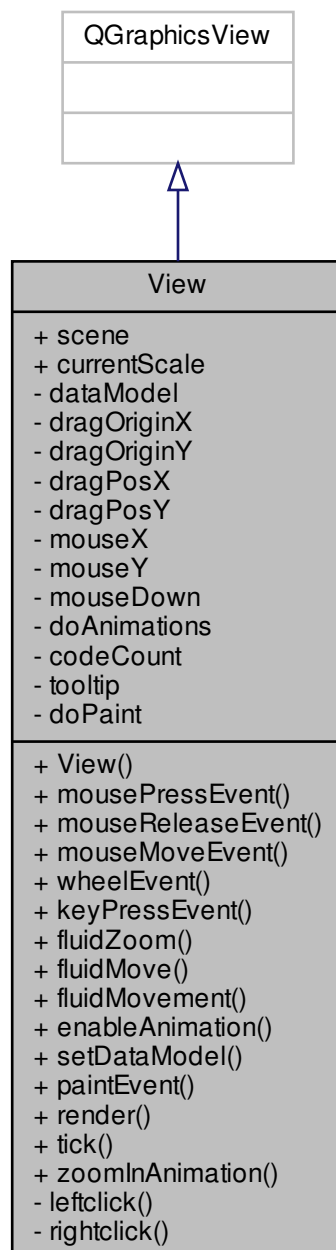 QGraphicsView
View
+ scene
+ currentScale
- dataModel
- dragOriginX
- dragOriginY
- dragPosX
- dragPosY
- mouseX
- mouseY
- mouseDown
- doAnimations
- codeCount
- tooltip
- doPaint
+ View()
+ mousePressEvent()
+ mouseReleaseEvent()
+ mouseMoveEvent()
+ wheelEvent()
+ keyPressEvent()
+ fluidZoom()
+ fluidMove()
+ fluidMovement()
+ enableAnimation()
+ setDataModel()
+ paintEvent()
+ render()
+ tick()
+ zoomInAnimation()
- leftclick()
- rightclick()